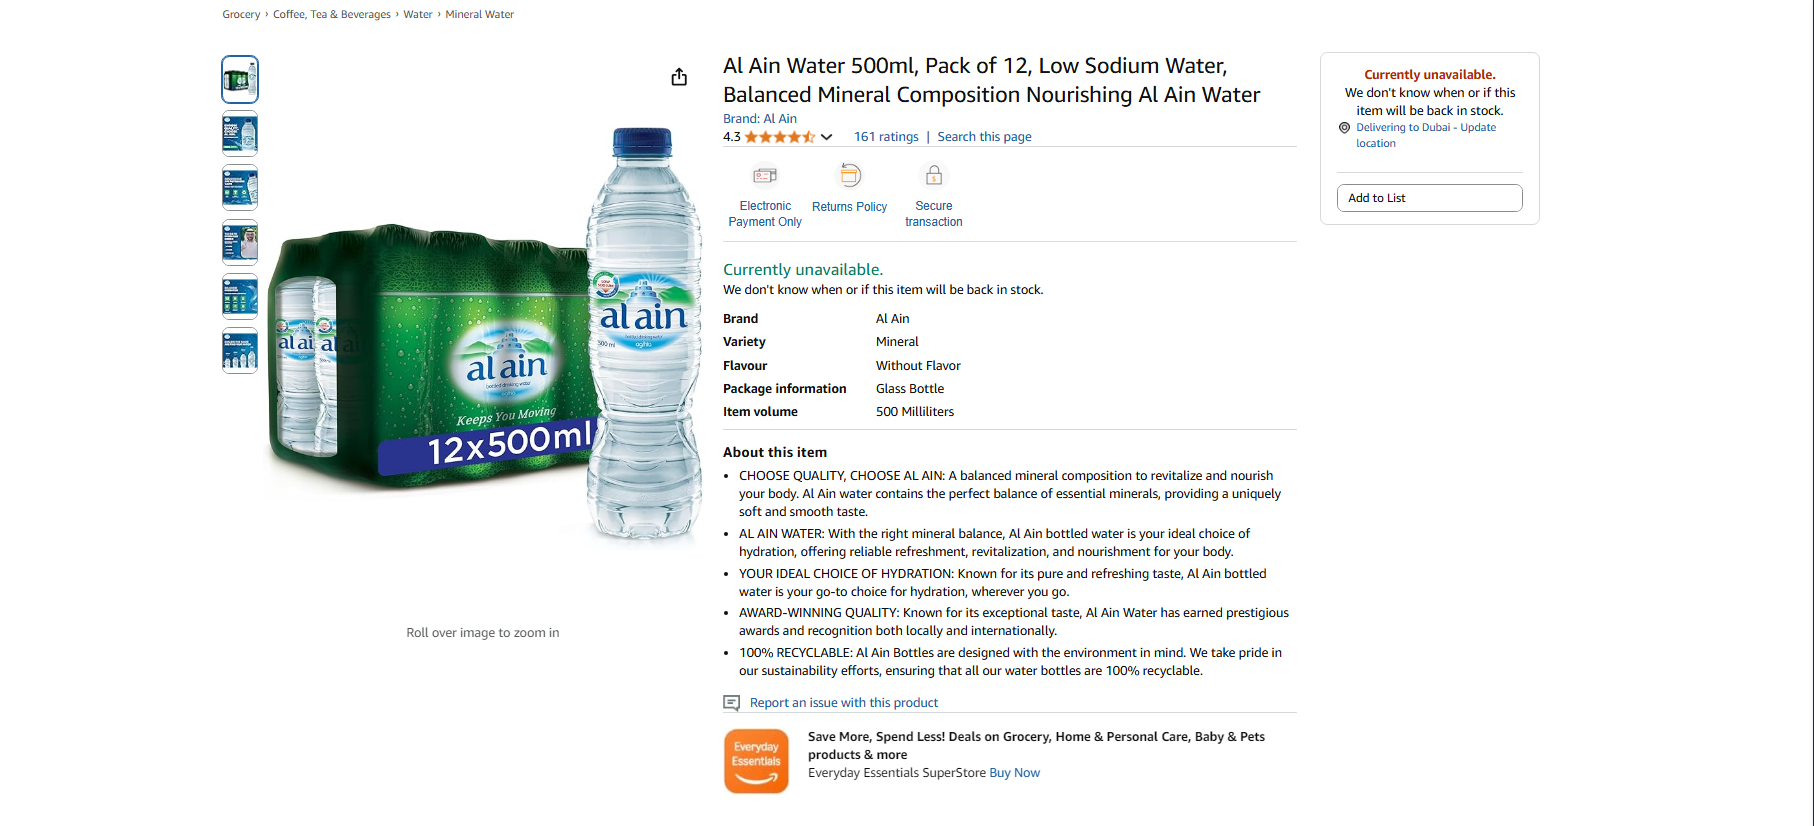 Grocery › Coffee, Tea & Beverages › Water › Mineral Water
al ain
al ain
al ain
bottled drinking water
Keeps You Moving
12x500ml
al ain
bottled drinking water
agthia
500 ml
Roll over image to zoom in
Al Ain Water 500ml, Pack of 12, Low Sodium Water,
Balanced Mineral Composition Nourishing Al Ain Water
Brand: Al Ain
4.3 161 ratings | Search this page
Electronic Payment Only
Returns Policy
Secure transaction
Currently unavailable.
We don't know when or if this item will be back in stock.
Brand Al Ain
Variety Mineral
Flavour Without Flavor
Package information Glass Bottle
Item volume 500 Milliliters
About this item
• CHOOSE QUALITY, CHOOSE AL AIN: A balanced mineral composition to revitalize and nourish
your body. Al Ain water contains the perfect balance of essential minerals, providing a uniquely
soft and smooth taste.
• AL AIN WATER: With the right mineral balance, Al Ain bottled water is your ideal choice of
hydration, offering reliable refreshment, revitalization, and nourishment for your body.
• YOUR IDEAL CHOICE OF HYDRATION: Known for its pure and refreshing taste, Al Ain bottled
water is your go-to choice for hydration, wherever you go.
• AWARD-WINNING QUALITY: Known for its exceptional taste, Al Ain Water has earned prestigious
awards and recognition both locally and internationally.
• 100% RECYCLABLE: Al Ain Bottles are designed with the environment in mind. We take pride in
our sustainability efforts, ensuring that all our water bottles are 100% recyclable.
Report an issue with this product
Everyday
Essentials
Save More, Spend Less! Deals on Grocery, Home & Personal Care, Baby & Pets
products & more
Everyday Essentials SuperStore Buy Now
Currently unavailable.
We don't know when or if this
item will be back in stock.
Delivering to Dubai - Update
location
Add to List